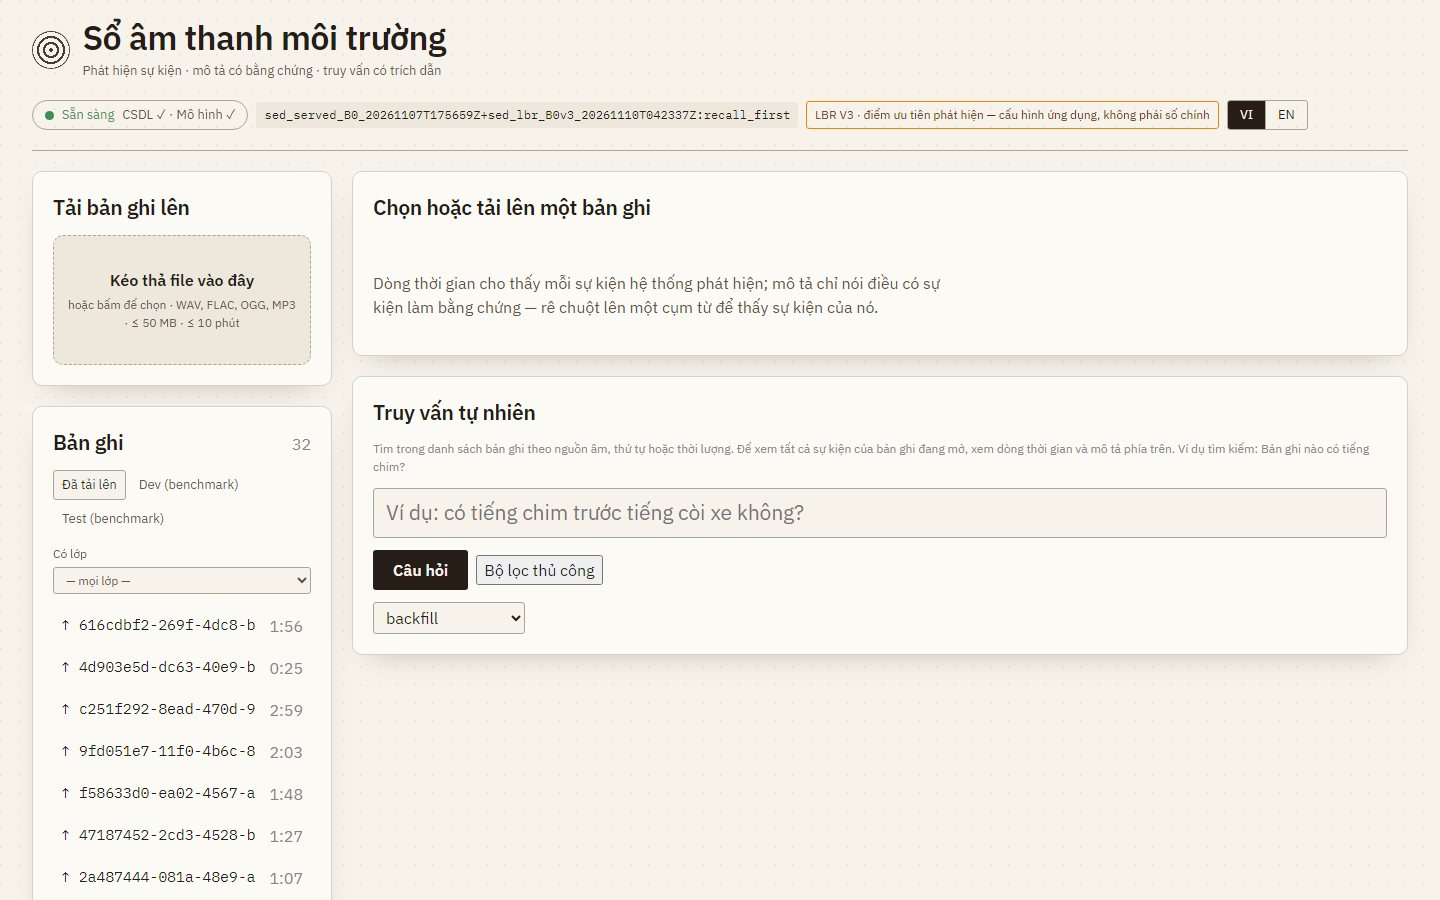 Sổ âm thanh môi trường
Phát hiện sự kiện · mô tả có bằng chứng · truy vấn có trích dẫn
Sẵn sàng CSDL ✓ · Mô hình ✓
sed_served_B0_20261107T175659Z+sed_lbr_B0v3_20261110T042337Z:recall_first
LBR V3 · điểm ưu tiên phát hiện — cấu hình ứng dụng, không phải số chính
VI EN
Tải bản ghi lên
Kéo thả file vào đây
hoặc bấm để chọn · WAV, FLAC, OGG, MP3
· ≤ 50 MB · ≤ 10 phút
Bản ghi 32
Đã tải lên Dev (benchmark)
Test (benchmark)
Có lớp
— mọi lớp —
↑ 616cdbf2-269f-4dc8-b 1:56
↑ 4d903e5d-dc63-40e9-b 0:25
↑ c251f292-8ead-470d-9 2:59
↑ 9fd051e7-11f0-4b6c-8 2:03
↑ f58633d0-ea02-4567-a 1:48
↑ 47187452-2cd3-4528-b 1:27
↑ 2a487444-081a-48e9-a 1:07
Chọn hoặc tải lên một bản ghi
Dòng thời gian cho thấy mỗi sự kiện hệ thống phát hiện; mô tả chỉ nói điều có sự
kiện làm bằng chứng — rê chuột lên một cụm từ để thấy sự kiện của nó.
Truy vấn tự nhiên
Tìm trong danh sách bản ghi theo nguồn âm, thứ tự hoặc thời lượng. Để xem tất cả sự kiện của bản ghi đang mở, xem dòng thời gian và mô tả phía trên. Ví dụ tìm kiếm: Bản ghi nào có tiếng
chim?
Ví dụ: có tiếng chim trước tiếng còi xe không?
Câu hỏi Bộ lọc thủ công
backfill